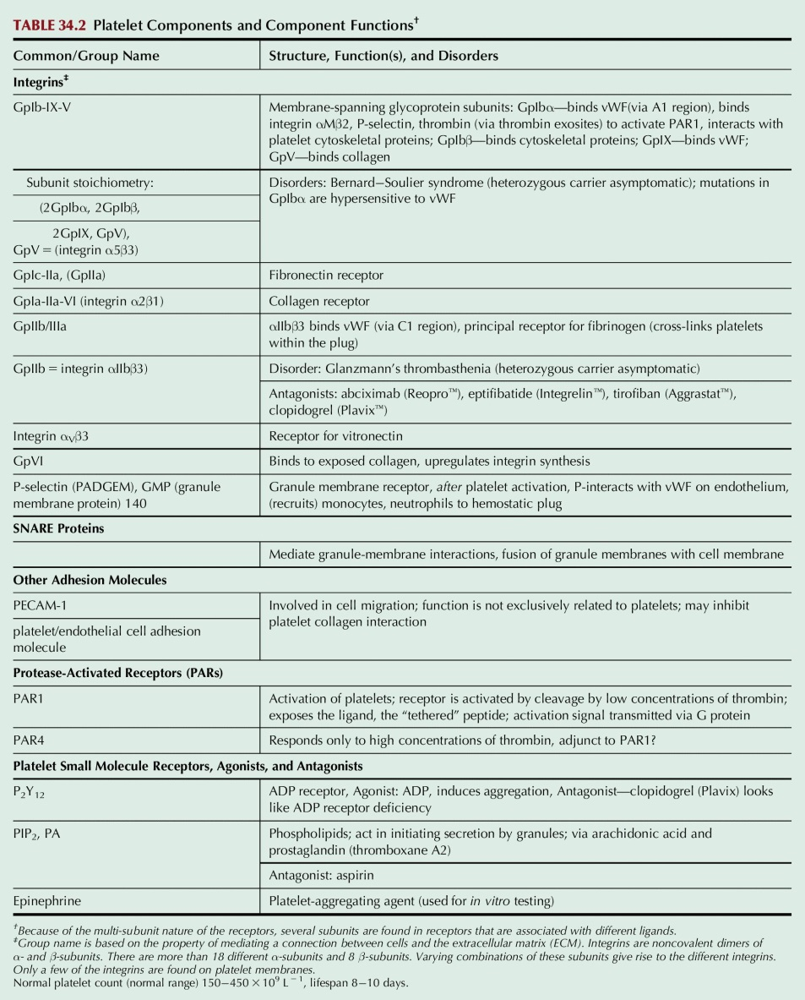 TABLE 34.2 Platelet Components and Component Functions†
Common/Group Name
Structure, Function(s), and Disorders
Integrins‡
GpIb-IX-V
Membrane-spanning glycoprotein subunits: GpIbα—binds vWF(via A1 region), binds
integrin αMβ2, P-selectin, thrombin (via thrombin exosites) to activate PAR1, interacts with
platelet cytoskeletal proteins; GpIbβ—binds cytoskeletal proteins; GpIX—binds vWF;
GpV—binds collagen
Subunit stoichiometry:
(2GpIbα, 2GpIbβ,
2GpIX, GpV),
GpV = (integrin α5β3)
Disorders: Bernard−Soulier syndrome (heterozygous carrier asymptomatic); mutations in
GpIbα are hypersensitive to vWF
GpIc-IIa, (GpIIa)
Fibronectin receptor
GpIa-IIa-VI (integrin α2β1)
Collagen receptor
GpIIb/IIIa
αIIbβ3 binds vWF (via C1 region), principal receptor for fibrinogen (cross-links platelets
within the plug)
GpIIb = integrin αIIbβ3)
Disorder: Glanzmann's thrombasthenia (heterozygous carrier asymptomatic)
Antagonists: abciximab (Reopro™), eptifibatide (Integrelin™), tirofiban (Aggrastat™),
clopidogrel (Plavix™)
Integrin αVβ3
Receptor for vitronectin
GpVI
Binds to exposed collagen, upregulates integrin synthesis
P-selectin (PADGEM), GMP (granule
membrane protein) 140
Granule membrane receptor, after platelet activation, P-interacts with vWF on endothelium,
(recruits) monocytes, neutrophils to hemostatic plug
SNARE Proteins
Mediate granule-membrane interactions, fusion of granule membranes with cell membrane
Other Adhesion Molecules
PECAM-1
platelet/endothelial cell adhesion
molecule
Involved in cell migration; function is not exclusively related to platelets; may inhibit
platelet collagen interaction
Protease-Activated Receptors (PARs)
PAR1
Activation of platelets; receptor is activated by cleavage by low concentrations of thrombin;
exposes the ligand, the “tethered” peptide; activation signal transmitted via G protein
PAR4
Responds only to high concentrations of thrombin, adjunct to PAR1?
Platelet Small Molecule Receptors, Agonists, and Antagonists
P₂Y₁₂
ADP receptor, Agonist: ADP, induces aggregation, Antagonist—clopidogrel (Plavix) looks
like ADP receptor deficiency
PIP₂, PA
Phospholipids; act in initiating secretion by granules; via arachidonic acid and
prostaglandin (thromboxane A2)
Antagonist: aspirin
Epinephrine
Platelet-aggregating agent (used for in vitro testing)
†Because of the multi-subunit nature of the receptors, several subunits are found in receptors that are associated with different ligands.
‡Group name is based on the property of mediating a connection between cells and the extracellular matrix (ECM). Integrins are noncovalent dimers of
α- and β-subunits. There are more than 18 different α-subunits and 8 β-subunits. Varying combinations of these subunits give rise to the different integrins.
Only a few of the integrins are found on platelet membranes.
Normal platelet count (normal range) 150−450 × 10⁹ L⁻¹, lifespan 8−10 days.